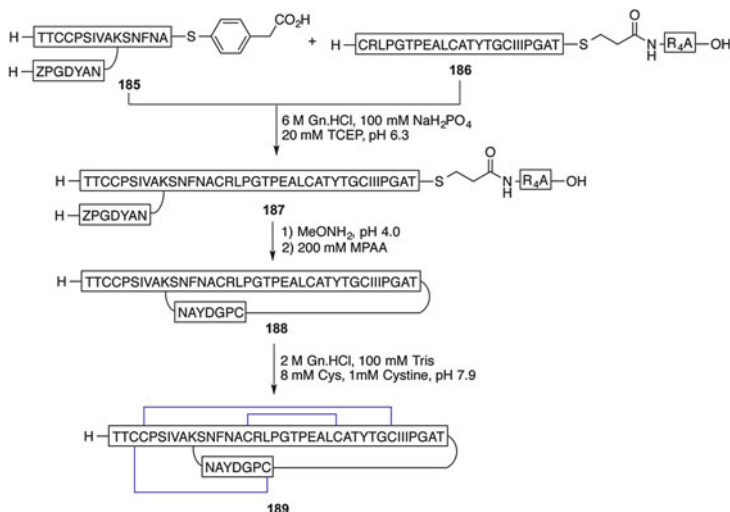 H
TTCCPSIVAKSNFNA
S
CO₂H
+
H
CRLPGTPEALCATYTGCIIIPGAT
S
O
NH
R₄A
OH
H
ZPGDYAN
185
186
6 M Gn.HCl, 100 mM NaH₂PO₄
20 mM TCEP, pH 6.3
H
TTCCPSIVAKSNFNACRLPGTPEALCATYTGCIIIPGAT
S
O
NH
R₄A
OH
H
ZPGDYAN
187
1) MeONH₂, pH 4.0
2) 200 mM MPAA
H
TTCCPSIVAKSNFNACRLPGTPEALCATYTGCIIIPGAT
NAYDGPC
188
2 M Gn.HCl, 100 mM Tris
8 mM Cys, 1mM Cystine, pH 7.9
H
TTCCPSIVAKSNFNACRLPGTPEALCATYTGCIIIPGAT
NAYDGPC
189